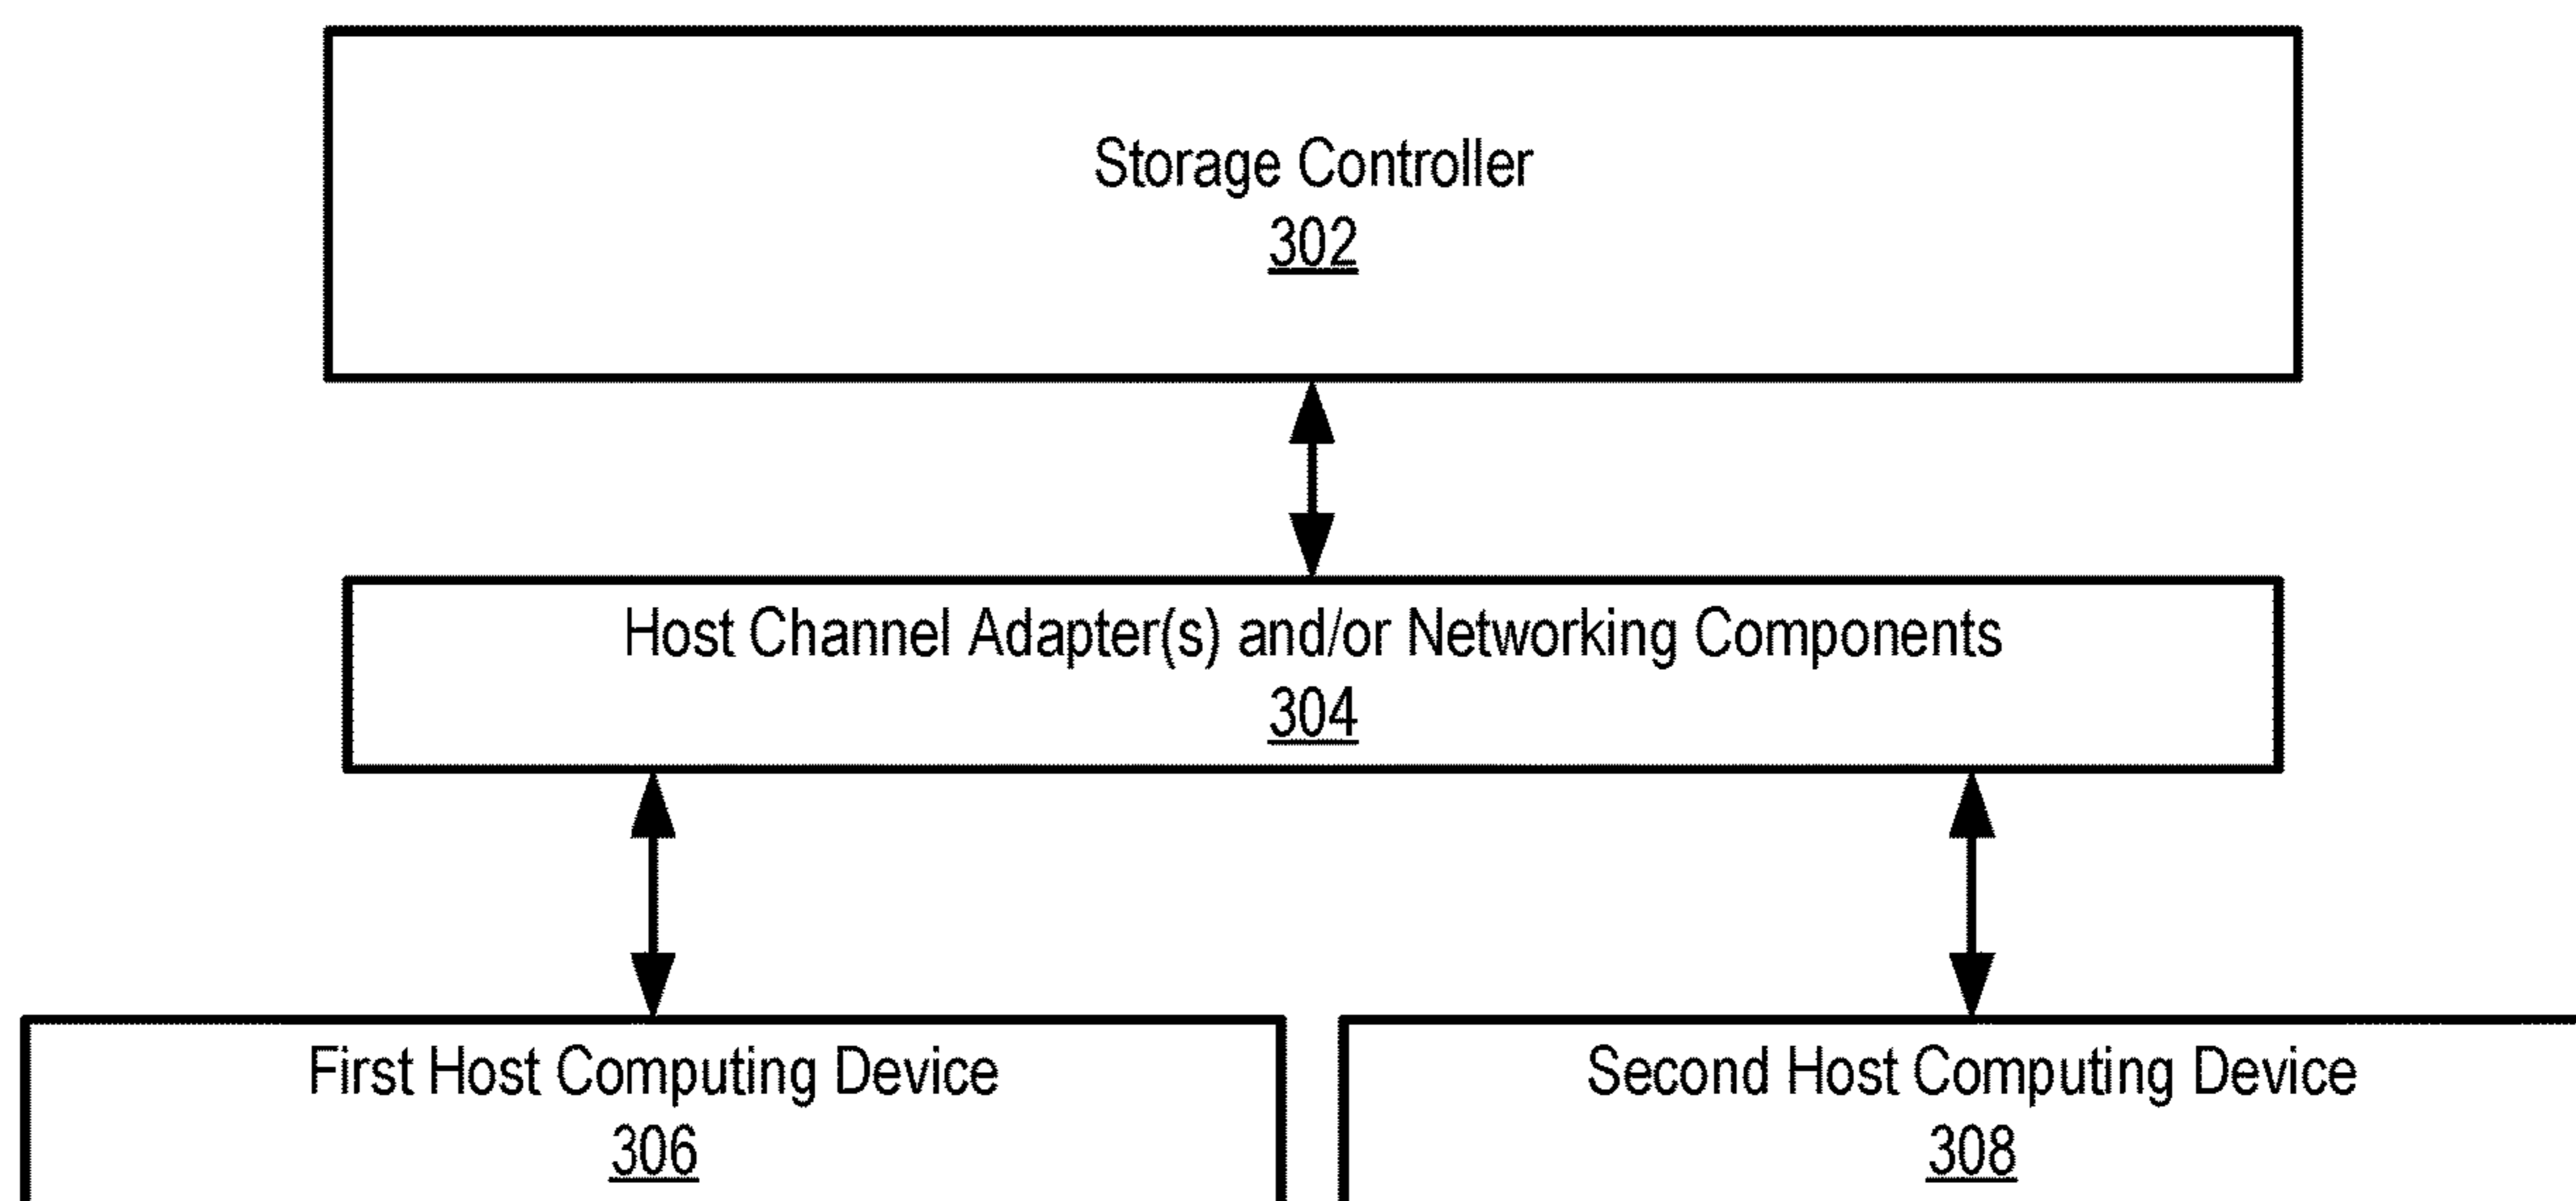 Storage Controller
302
Host Channel Adapter(s) and/or Networking Components
304
First Host Computing Device
306
Second Host Computing Device
308